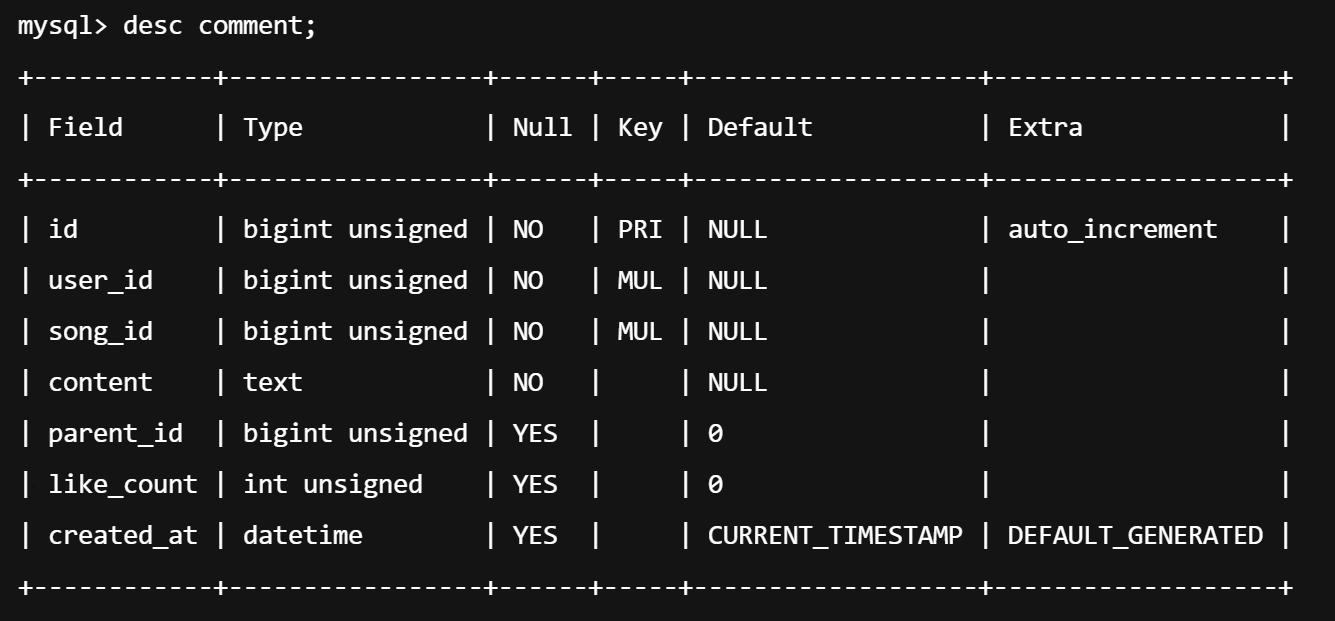 mysql> desc comment;
+------------+-----------------+------+-----+-------------------+-------------------+
| Field      | Type            | Null | Key | Default           | Extra             |
+------------+-----------------+------+-----+-------------------+-------------------+
| id         | bigint unsigned | NO   | PRI | NULL              | auto_increment    |
| user_id    | bigint unsigned | NO   | MUL | NULL              |                   |
| song_id    | bigint unsigned | NO   | MUL | NULL              |                   |
| content    | text            | NO   |     | NULL              |                   |
| parent_id  | bigint unsigned | YES  |     | 0                 |                   |
| like_count | int unsigned    | YES  |     | 0                 |                   |
| created_at | datetime        | YES  |     | CURRENT_TIMESTAMP | DEFAULT_GENERATED |
+------------+-----------------+------+-----+-------------------+-------------------+